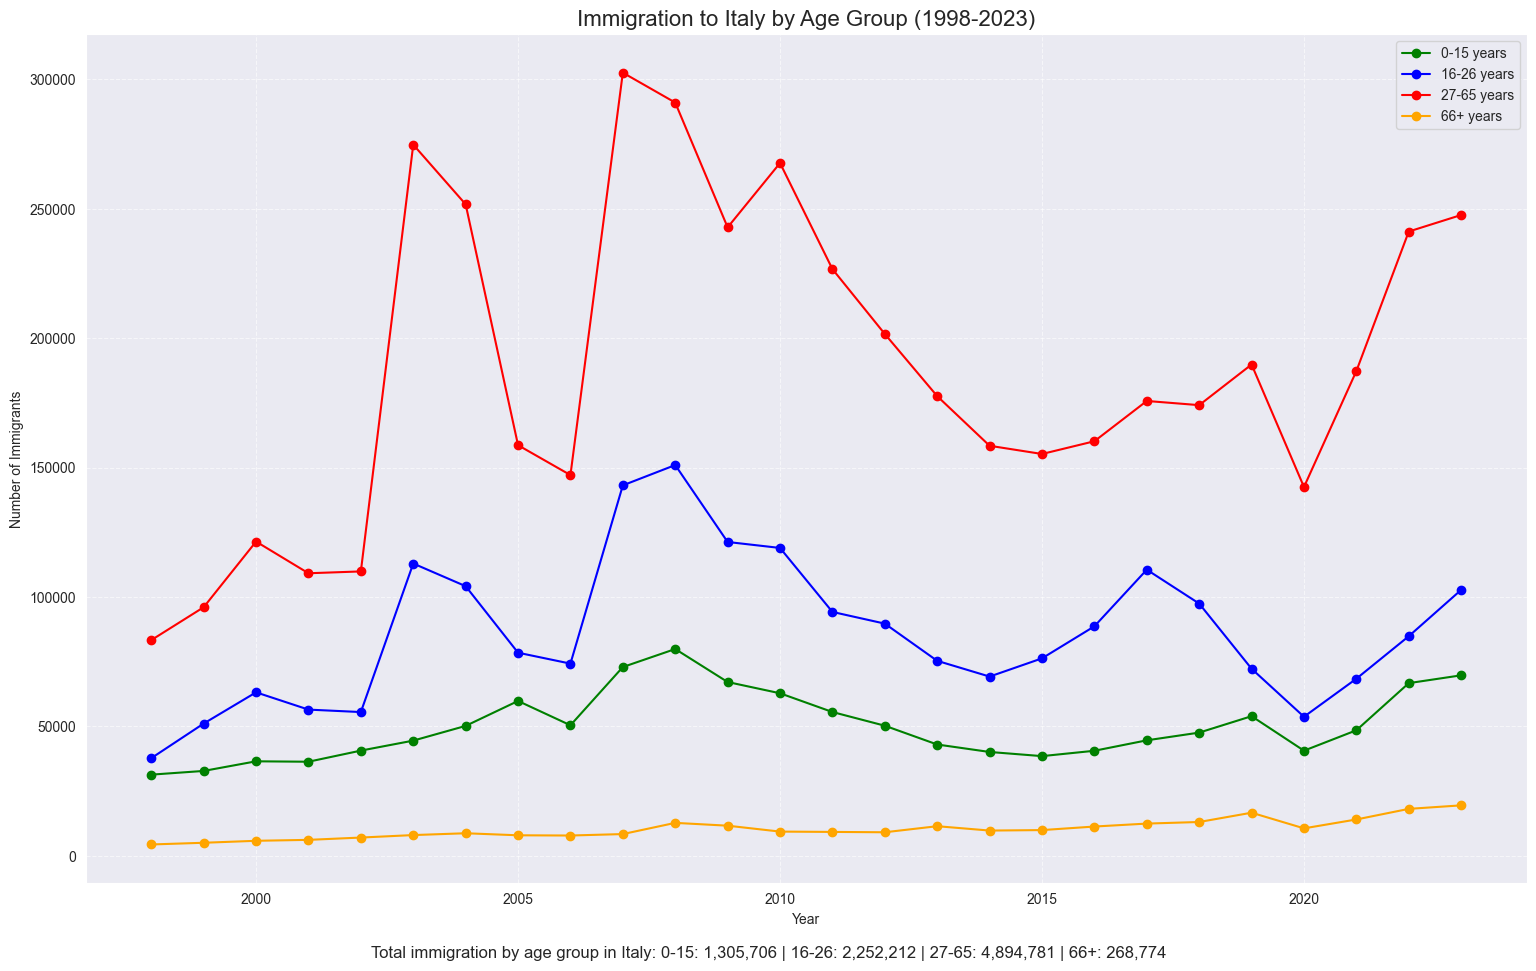 Immigration to Italy by Age Group (1998-2023)
0-15 years
16-26 years
27-65 years
66+ years
300000
250000
200000
150000
100000
50000
0
Number of Immigrants
2000 2005 2010 2015 2020
Year
Total immigration by age group in Italy: 0-15: 1,305,706 | 16-26: 2,252,212 | 27-65: 4,894,781 | 66+: 268,774